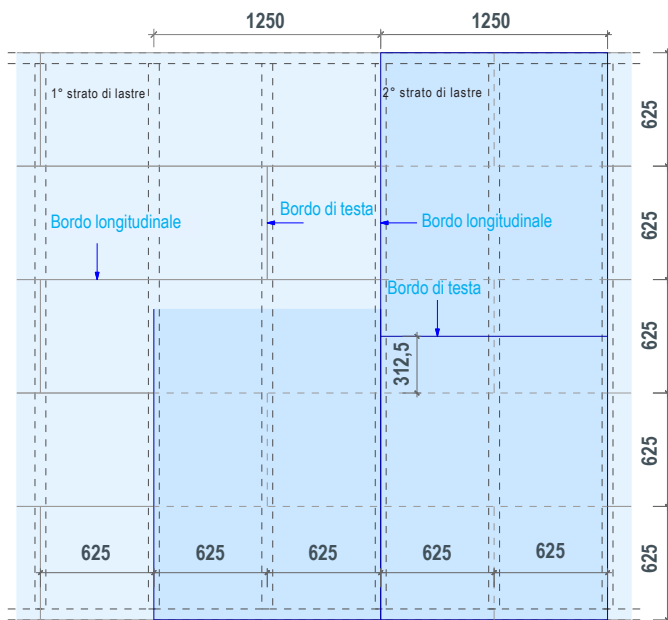 1250 1250
1° strato di lastre 2° strato di lastre
625
Bordo di testa
Bordo longitudinale Bordo longitudinale
625
Bordo di testa
312,5
625
625
625 625 625 625 625
625